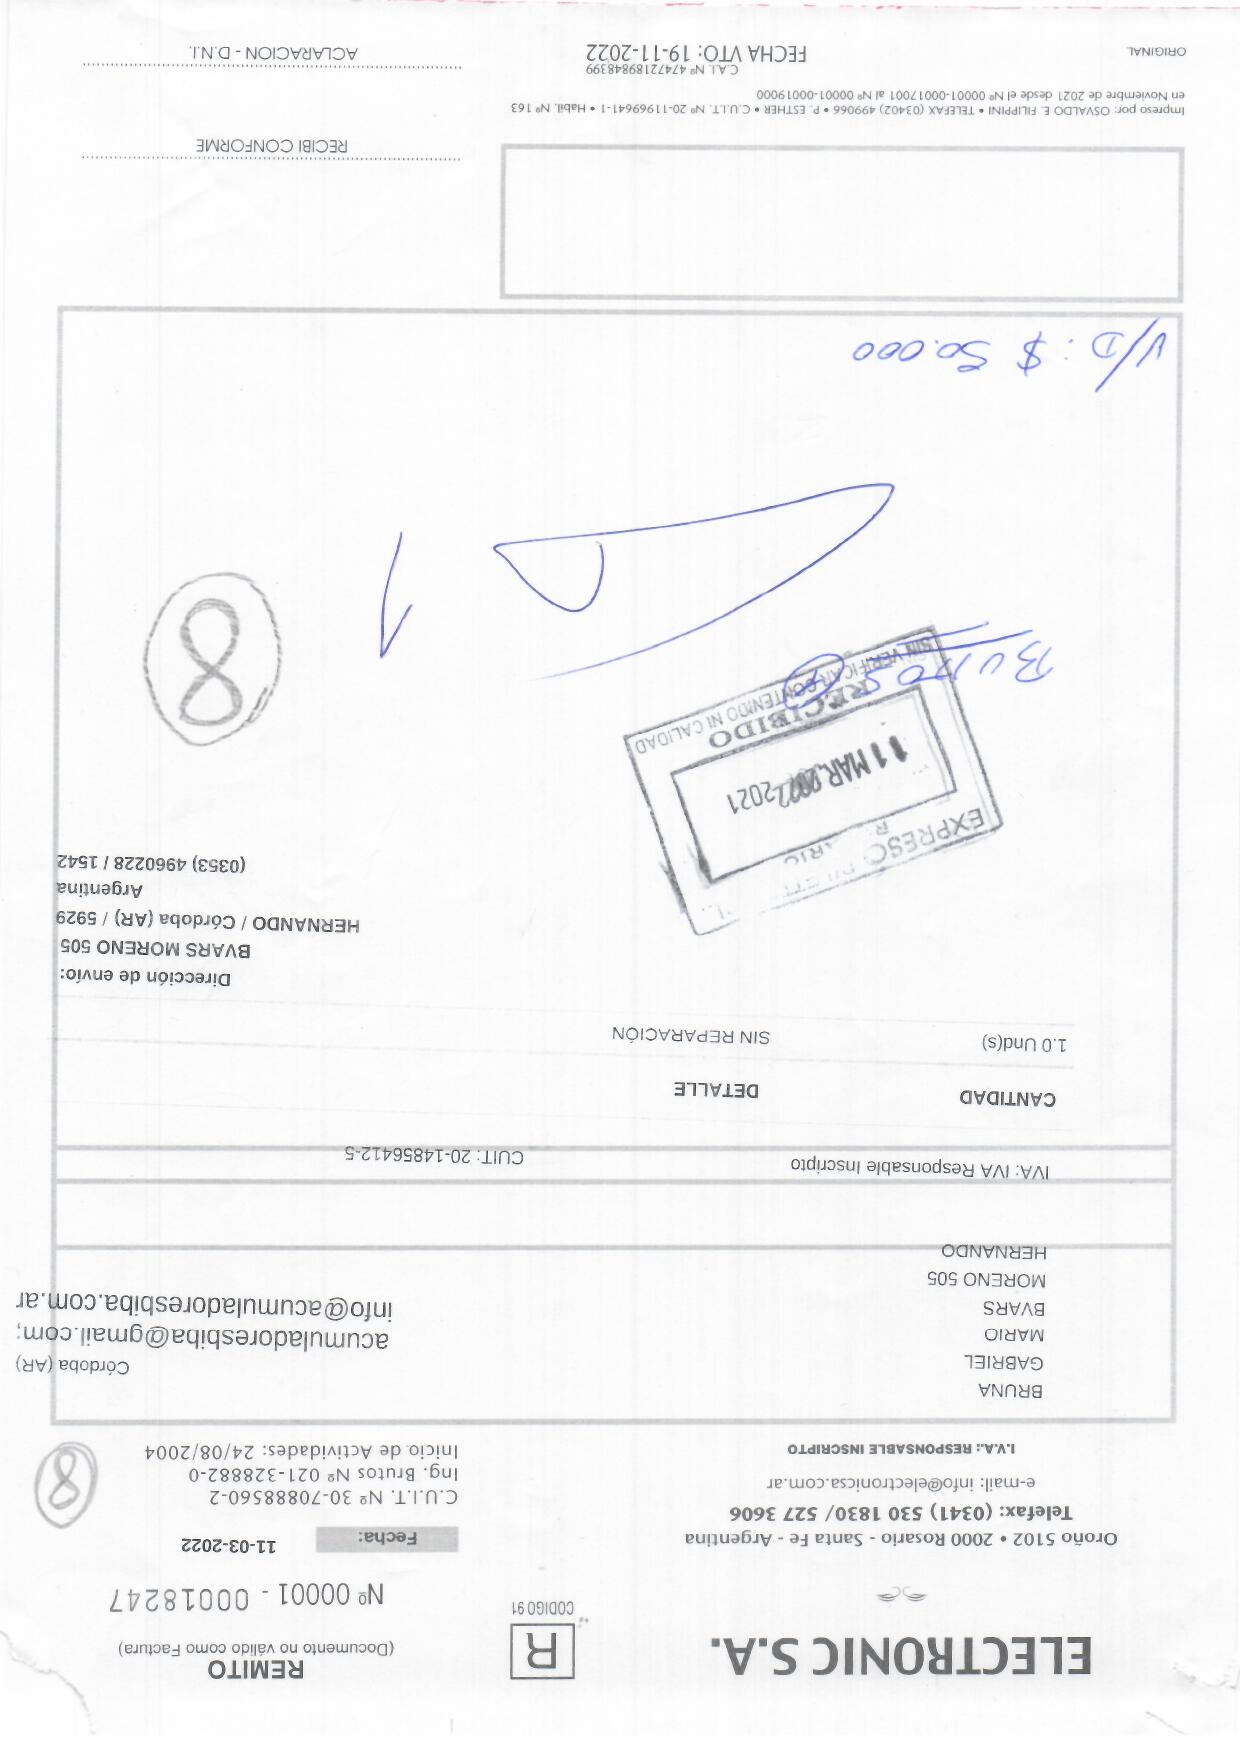 ELECTRONIC S.A.
Oroño 5102 • 2000 Rosario - Santa Fe - Argentina
Telefax: (0341) 530 1830/ 527 3606
e-mail: info@electronicsa.com.ar
I.V.A.: RESPONSABLE INSCRIPTO
R
CODIGO 91
REMITO
(Documento no válido como Factura)
Nº 00001 - 00018247
Fecha: 11-03-2022
C.U.I.T. Nº 30-70888560-2
Ing. Brutos Nº 021-328882-0
Inicio de Actividades: 24/08/2004
8
BRUNA
GABRIEL
MARIO
BVARS
MORENO 505
HERNANDO
Córdoba (AR)
acumuladoresbiba@gmail.com;
info@acumuladoresbiba.com.ar
IVA: IVA Responsable Inscripto
CUIT: 20-14856412-5
CANTIDAD DETALLE
1.0 Und(s) SIN REPARACIÓN
Dirección de envío:
BVARS MORENO 505
HERNANDO / Córdoba (AR) / 5929
Argentina
(0353) 4960228 / 1542
EXPRESO
11 MAR. 2022 2021
RECIBIDO
SIN VERIFICAR CONTENIDO NI CALIDAD
8
1
V/D: $ 50.000
RECIBI CONFORME
Impreso por: OSVALDO E. FILIPPINI • TELEFAX (03402) 499066 • P. ESTHER • C.U.I.T. Nº 20-11969641-1 • Habil. Nº 163
en Noviembre de 2021 desde el Nº 00001-00017001 al Nº 00001-00019000
C.A.I. Nº 47472189848399
FECHA VTO: 19-11-2022
ORIGINAL
ACLARACION - D.N.I.